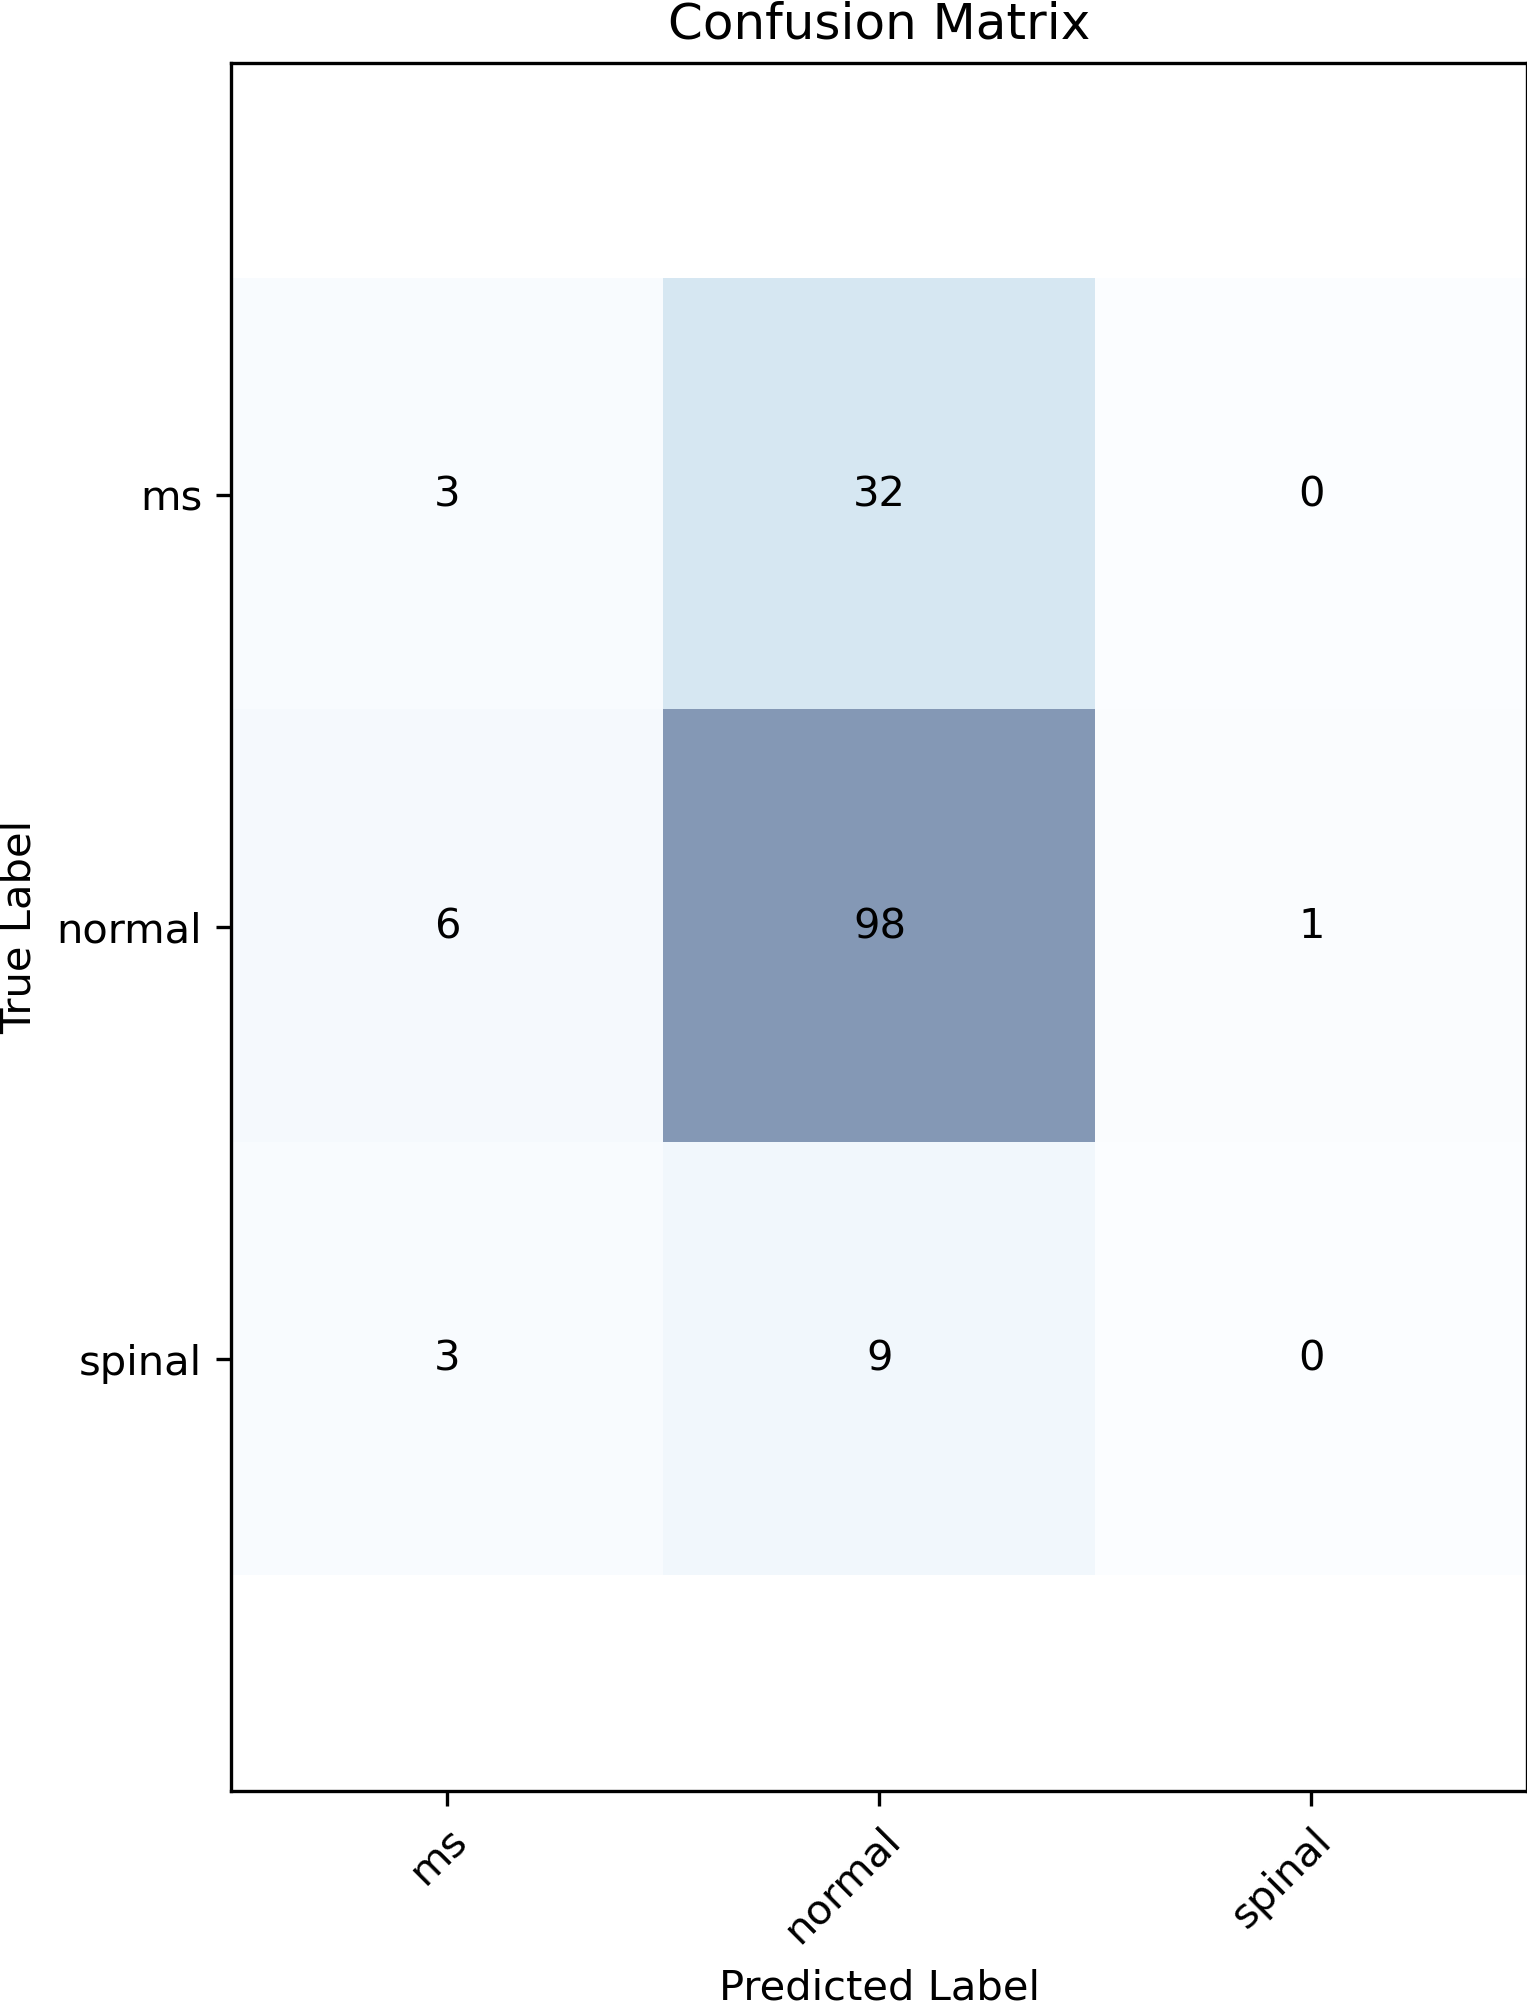 Confusion Matrix
True Label
ms
3 32 0
normal
6 98 1
spinal
3 9 0
ms normal spinal
Predicted Label